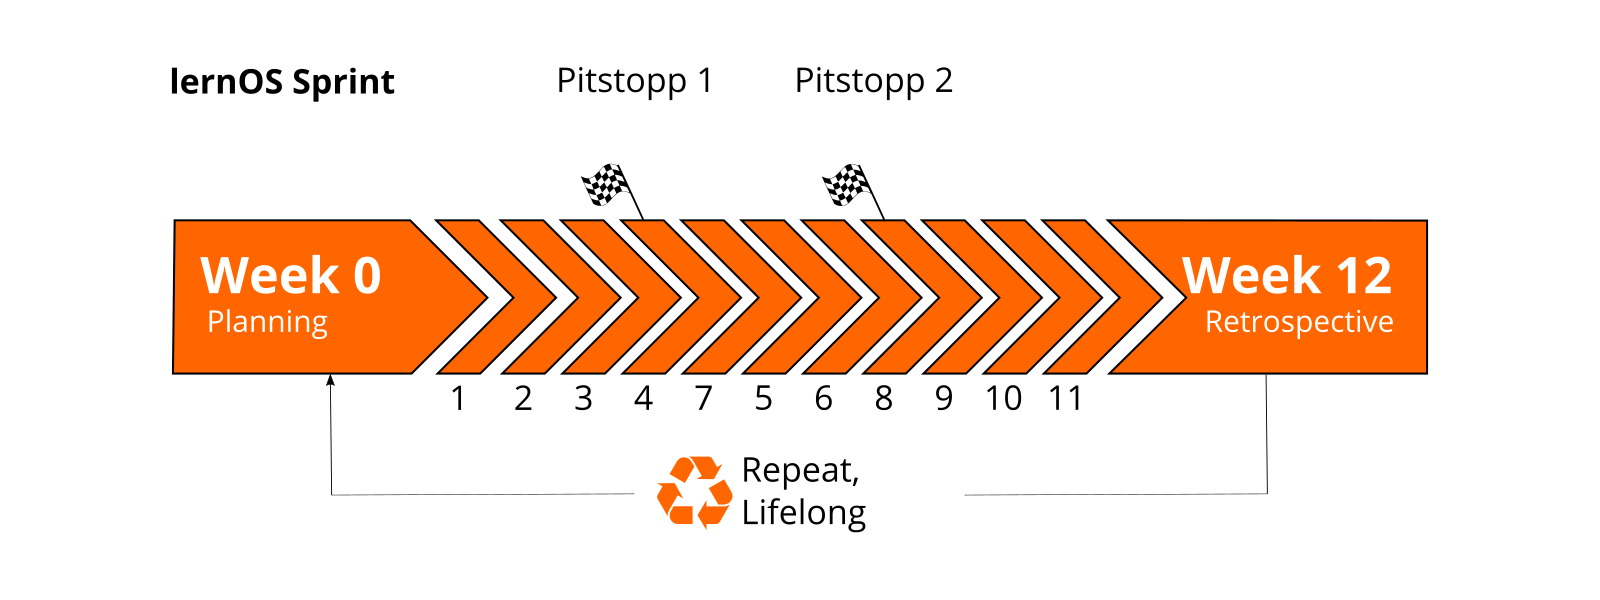 lernOS Sprint
Pitstopp 1
Pitstopp 2
Week 0
Planning
Week 12
Retrospective
1 2 3 4 7 5 6 8 9 10 11
Repeat,
Lifelong